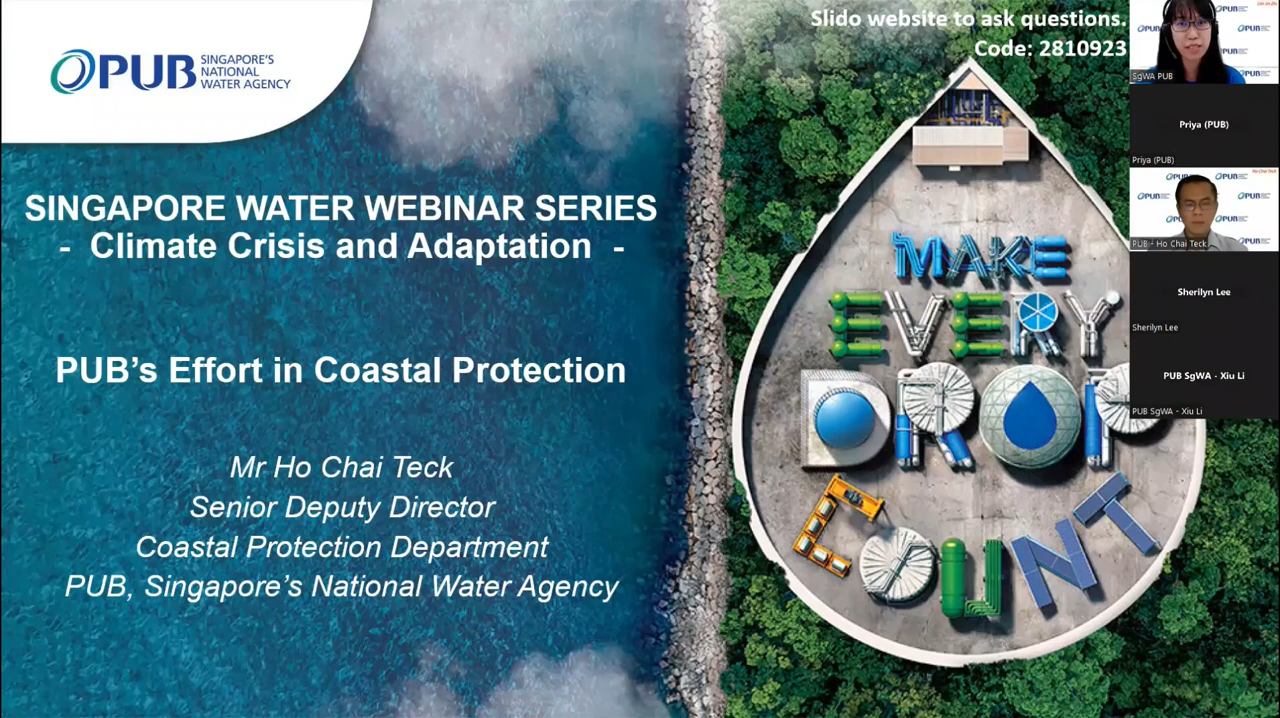 PUB SINGAPORE'S
NATIONAL
WATER AGENCY
SINGAPORE WATER WEBINAR SERIES
- Climate Crisis and Adaptation -
PUB's Effort in Coastal Protection
Mr Ho Chai Teck
Senior Deputy Director
Coastal Protection Department
PUB, Singapore's National Water Agency
Slido website to ask questions.
Code: 2810923
MAKE
EVERY
DROP
COUNT
SgWA PUB
Priya (PUB)
Priya (PUB)
Ho Chai Teck
PUB - Ho Chai Teck
Sherilyn Lee
Sherilyn Lee
PUB SgWA - Xiu Li
PUB SgWA - Xiu Li